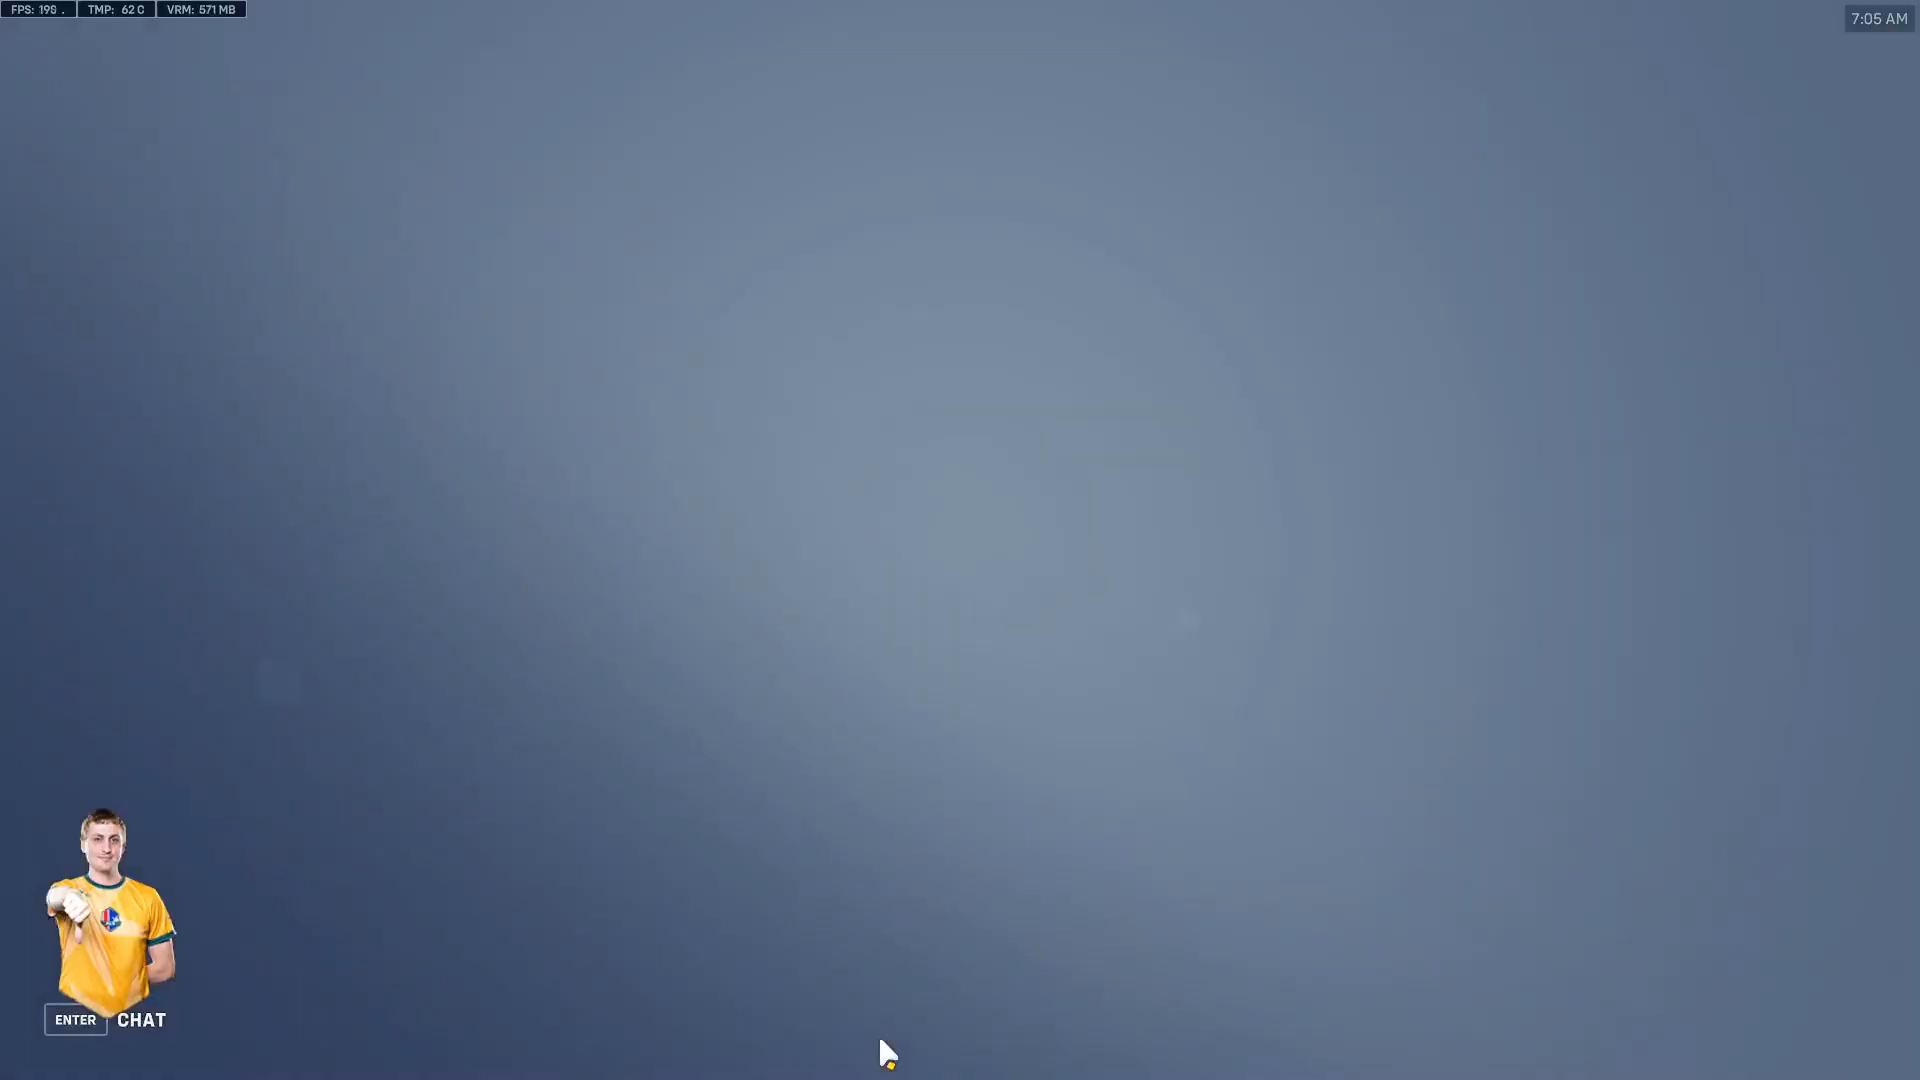 FPS: 198 .
TMP: 62 C
VRM: 571 MB
7:05 AM
ENTER
CHAT